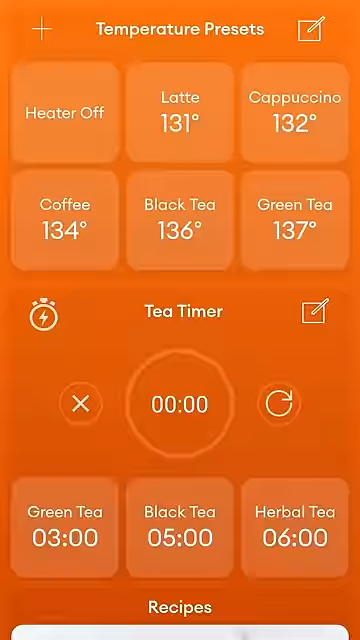 Temperature Presets
Heater Off
Latte
131°
Cappuccino
132°
Coffee
134°
Black Tea
136°
Green Tea
137°
Tea Timer
00:00
Green Tea
03:00
Black Tea
05:00
Herbal Tea
06:00
Recipes